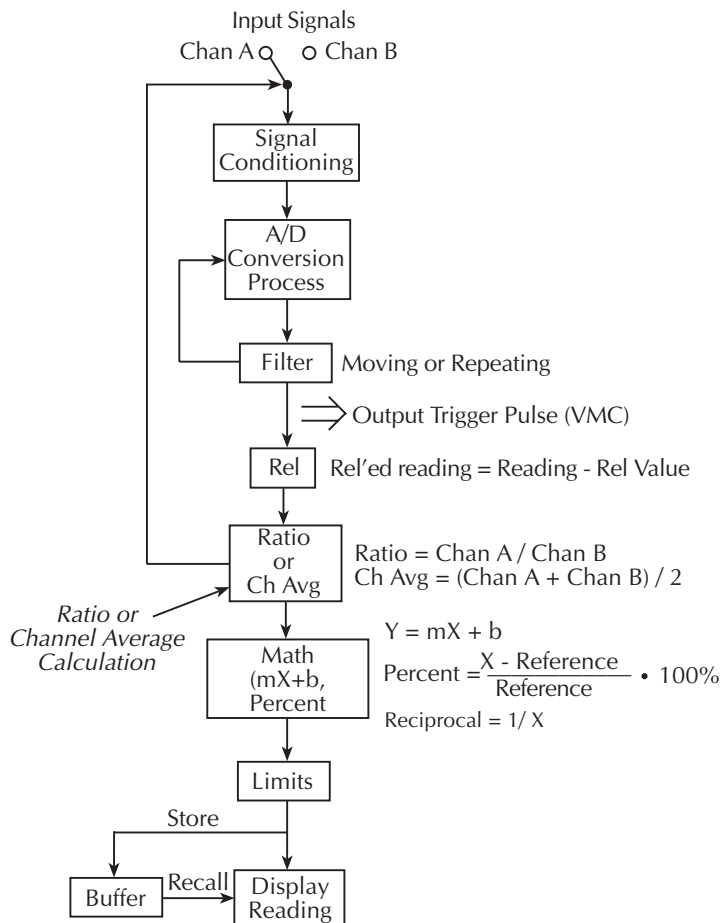 Input Signals
Chan A
Chan B
Signal
Conditioning
A/D
Conversion
Process
Filter
Moving or Repeating
Output Trigger Pulse (VMC)
Rel
Rel’ed reading = Reading - Rel Value
Ratio
or
Ch Avg
Ratio = Chan A / Chan B
Ch Avg = (Chan A + Chan B) / 2
Ratio or
Channel Average
Calculation
Math
(mX+b,
Percent
Y = mX + b
Percent = X - Reference / Reference • 100%
Reciprocal = 1/ X
Limits
Store
Buffer
Recall
Display
Reading